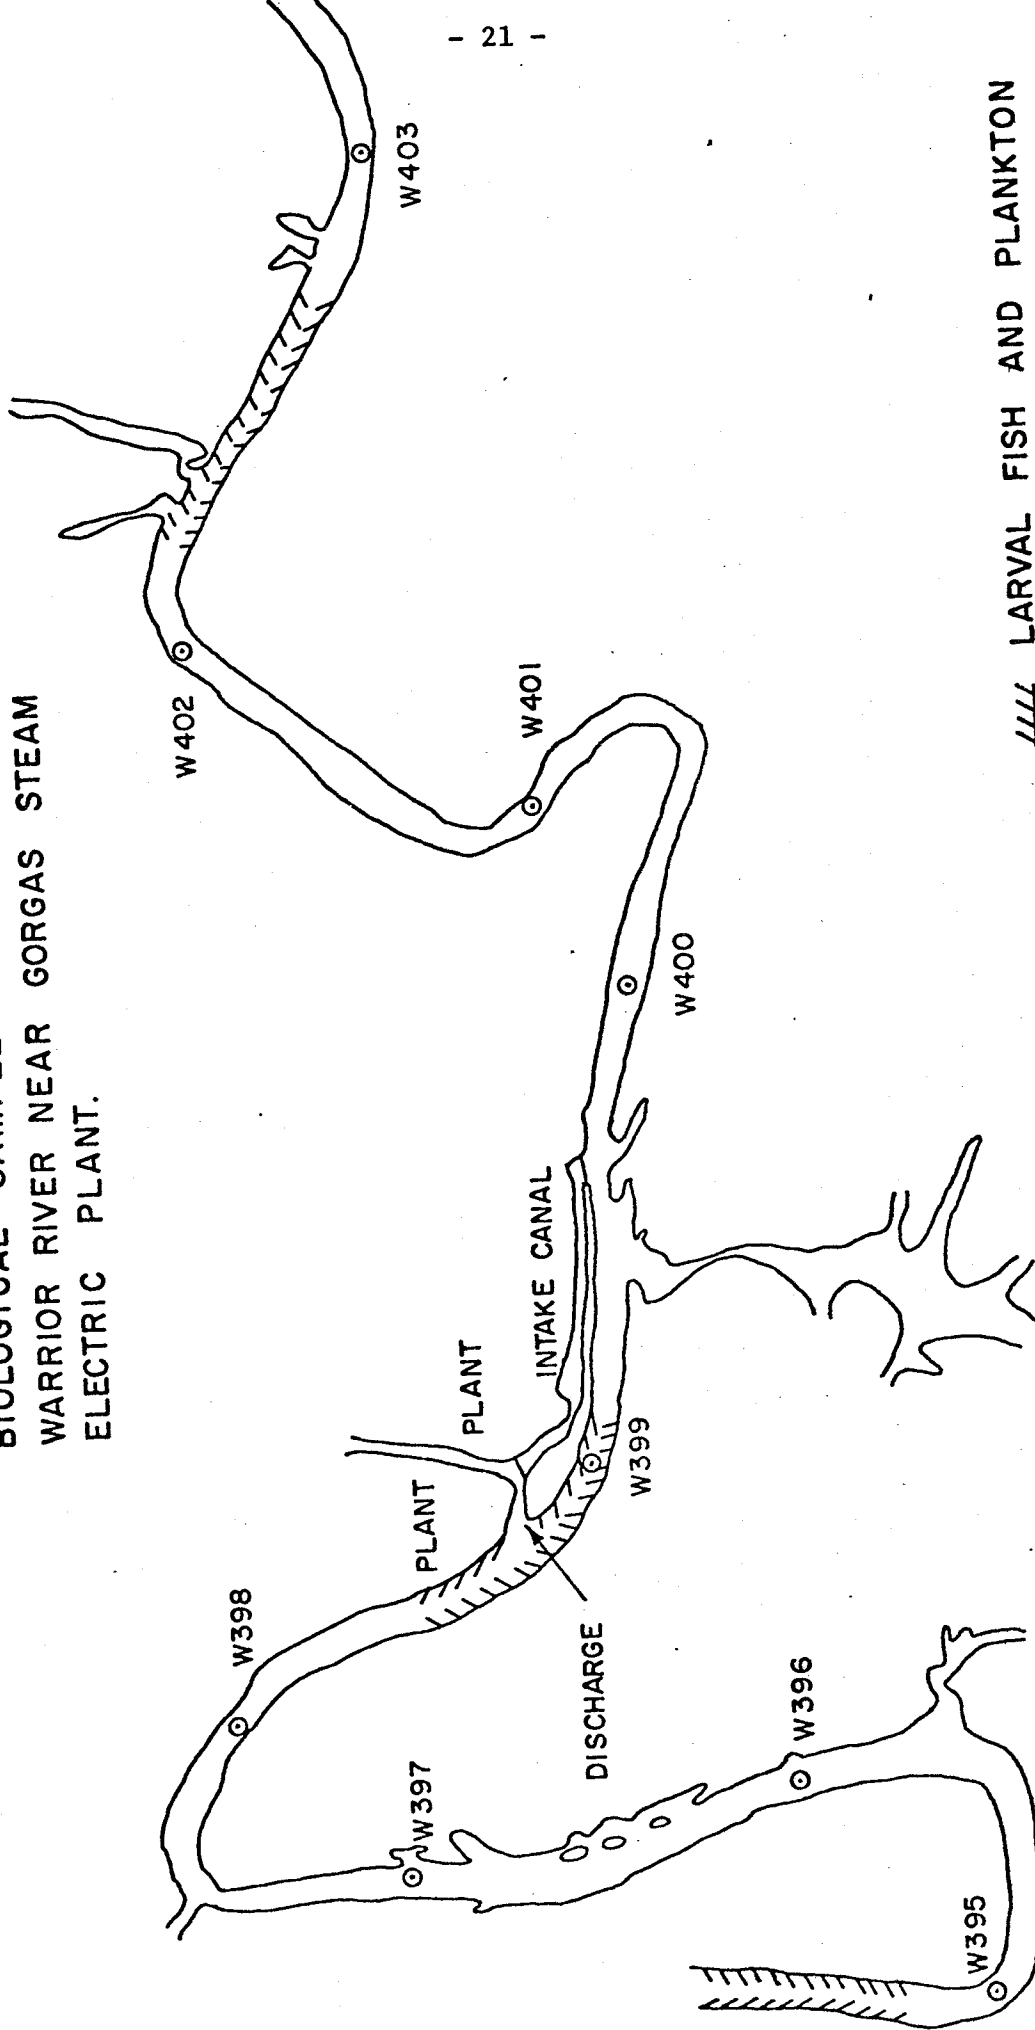 - 21 -
BIOLOGICAL
WARRIOR RIVER NEAR GORGAS STEAM
ELECTRIC PLANT.
W403
W402
W401
W400
INTAKE CANAL
PLANT
PLANT
W399
W398
DISCHARGE
W397
W396
W395
//// LARVAL FISH AND PLANKTON